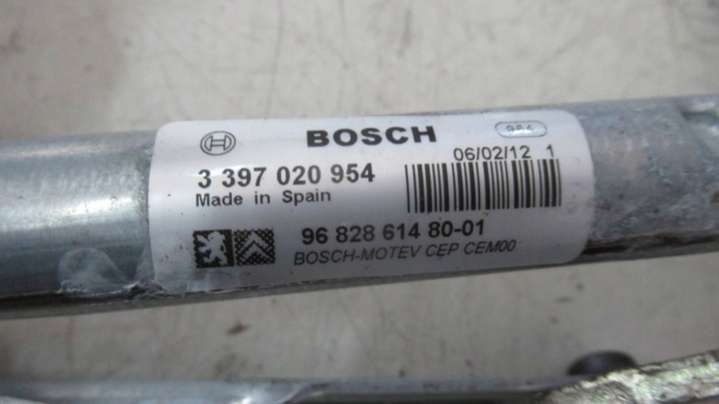 BOSCH
954
3 397 020 954
06/02/12 1
Made in Spain
96 828 614 80-01
BOSCH-MOTEV CEP CEM00